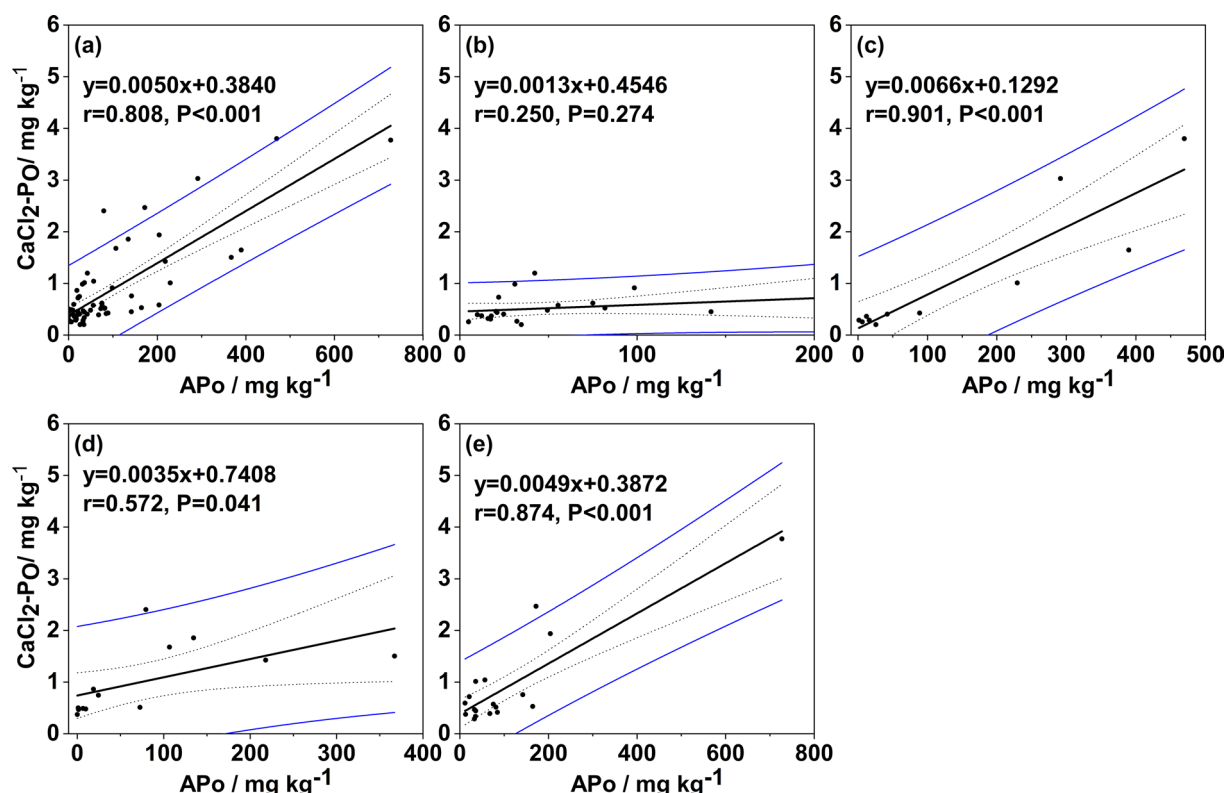 (a)
y=0.0050x+0.3840
r=0.808, P<0.001
CaCl2-PO/ mg kg-1
6
5
4
3
2
1
0
0 200 400 600 800
APo / mg kg-1
(b)
y=0.0013x+0.4546
r=0.250, P=0.274
6
5
4
3
2
1
0
0 100 200
APo / mg kg-1
(c)
y=0.0066x+0.1292
r=0.901, P<0.001
6
5
4
3
2
1
0
0 100 200 300 400 500
APo / mg kg-1
(d)
y=0.0035x+0.7408
r=0.572, P=0.041
CaCl2-PO/ mg kg-1
6
5
4
3
2
1
0
0 100 200 300 400
APo / mg kg-1
(e)
y=0.0049x+0.3872
r=0.874, P<0.001
6
5
4
3
2
1
0
0 200 400 600 800
APo / mg kg-1